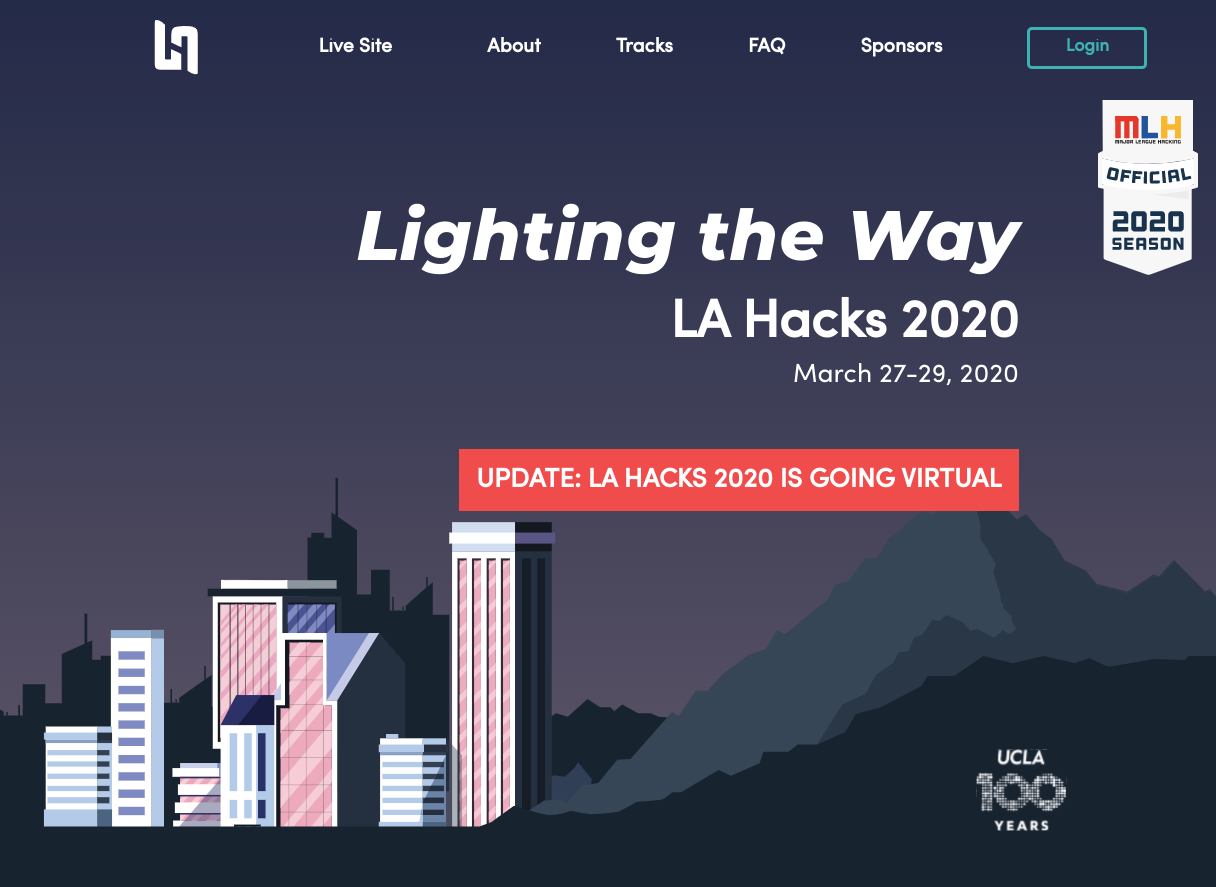 Live Site
About
Tracks
FAQ
Sponsors
Login
MLH
MAJOR LEAGUE HACKING
OFFICIAL
2020
SEASON
Lighting the Way
LA Hacks 2020
March 27-29, 2020
UPDATE: LA HACKS 2020 IS GOING VIRTUAL
UCLA
100
YEARS